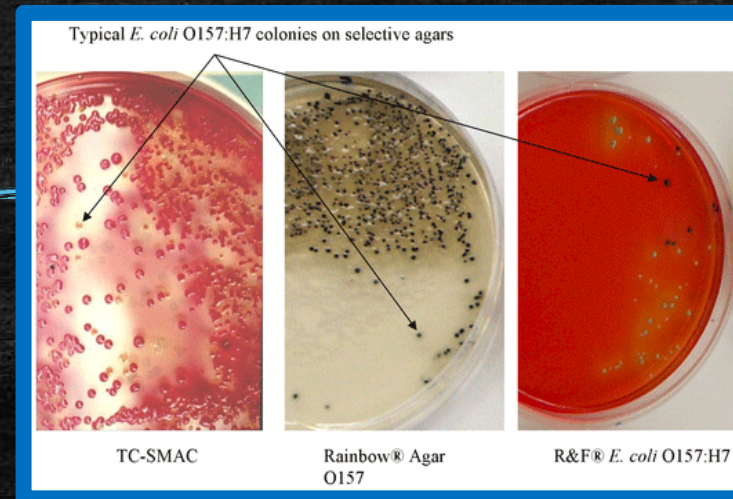 Typical E. coli O157:H7 colonies on selective agars
TC-SMAC
Rainbow® Agar
O157
R&F® E. coli O157:H7